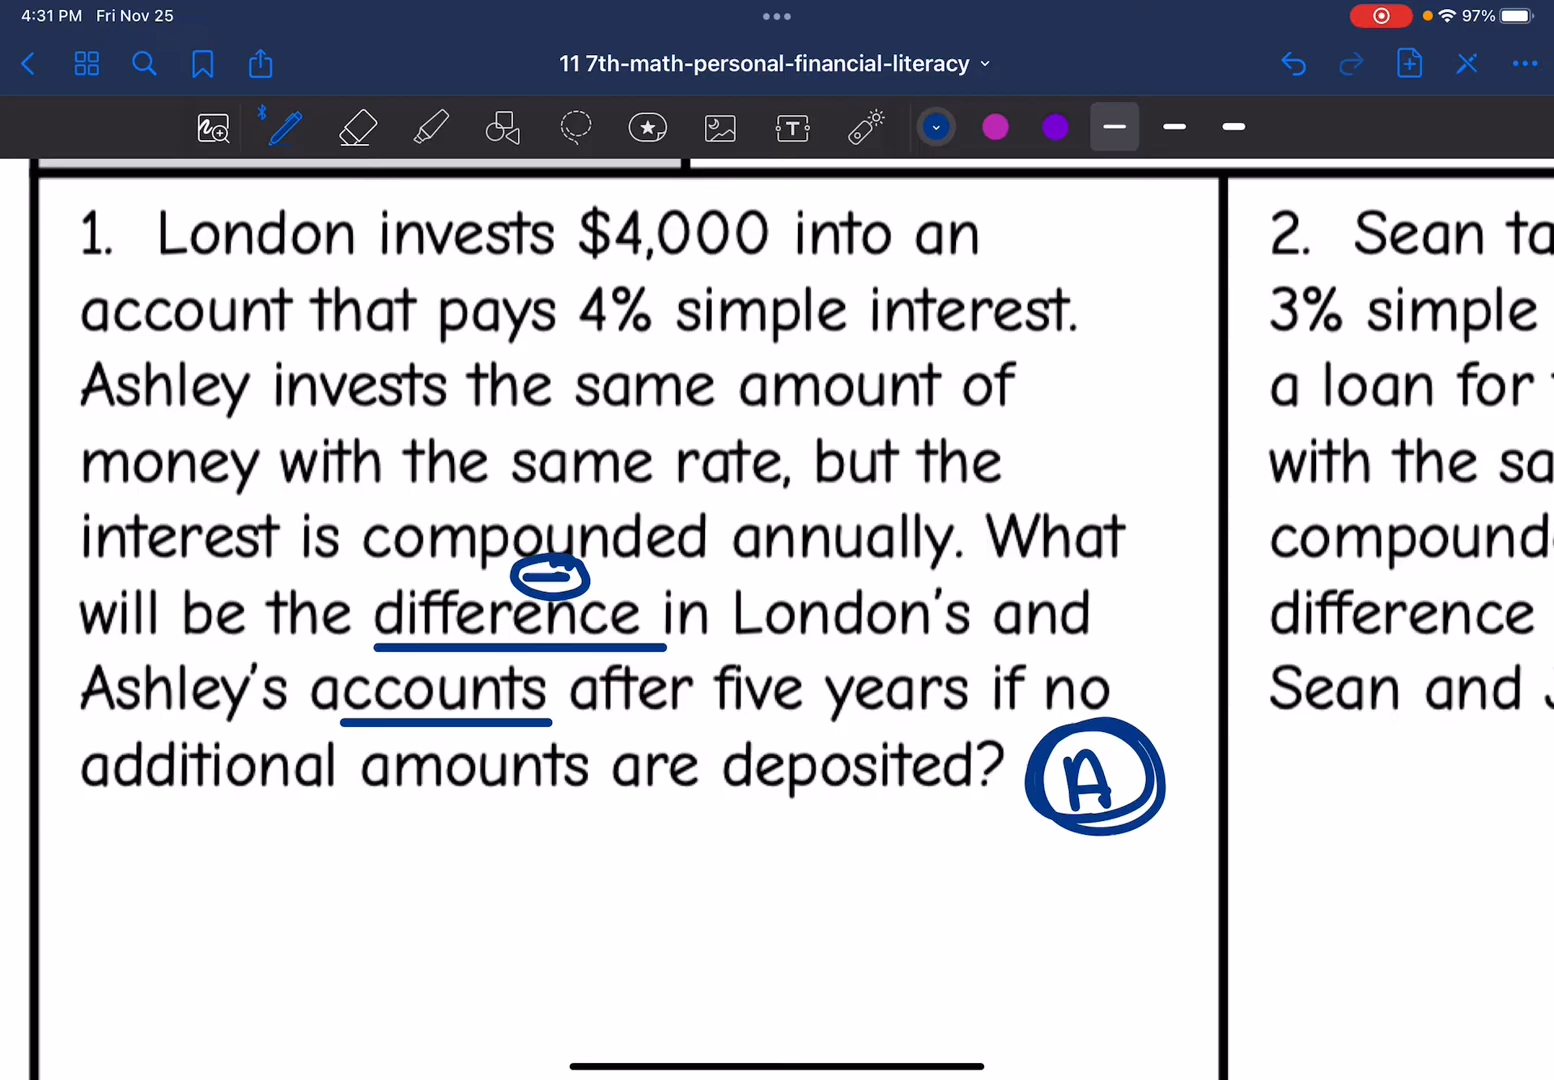 4:31 PM Fri Nov 25
97%
11 7th-math-personal-financial-literacy
T
1. London invests $4,000 into an
account that pays 4% simple interest.
Ashley invests the same amount of
money with the same rate, but the
interest is compounded annually. What
will be the difference in London's and
Ashley's accounts after five years if no
additional amounts are deposited? A
2. Sean ta
3% simple
a loan for
with the sa
compound
difference
Sean and J